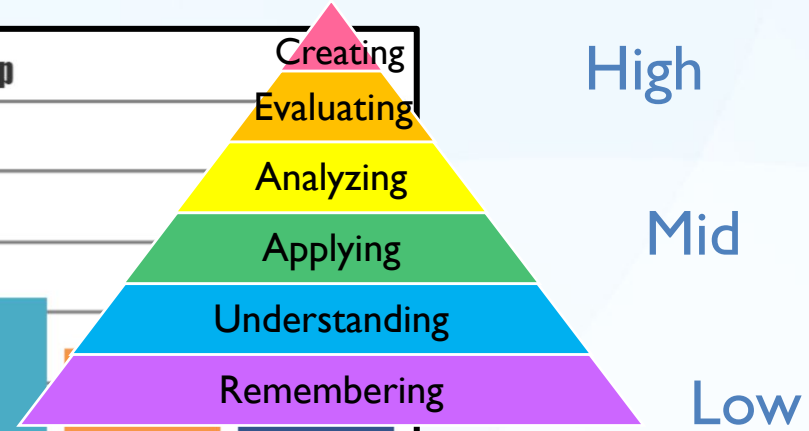 p
Creating
High
Evaluating
Analyzing
Mid
Applying
Understanding
Remembering
Low